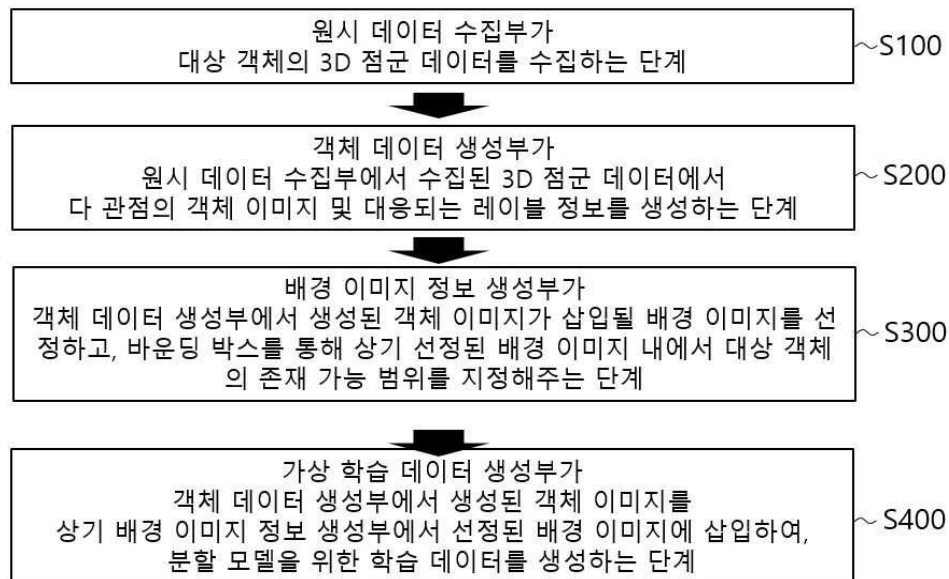 원시 데이터 수집부가
대상 객체의 3D 점군 데이터를 수집하는 단계
S100
객체 데이터 생성부가
원시 데이터 수집부에서 수집된 3D 점군 데이터에서
다 관점의 객체 이미지 및 대응되는 레이블 정보를 생성하는 단계
S200
배경 이미지 정보 생성부가
객체 데이터 생성부에서 생성된 객체 이미지가 삽입될 배경 이미지를 선
정하고, 바운딩 박스를 통해 상기 선정된 배경 이미지 내에서 대상 객체
의 존재 가능 범위를 지정해주는 단계
S300
가상 학습 데이터 생성부가
객체 데이터 생성부에서 생성된 객체 이미지를
상기 배경 이미지 정보 생성부에서 선정된 배경 이미지에 삽입하여,
분할 모델을 위한 학습 데이터를 생성하는 단계
S400